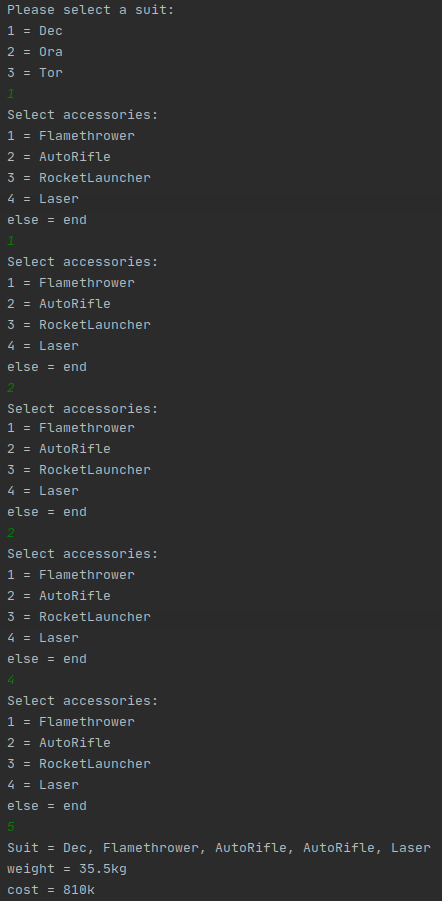 Please select a suit:
1 = Dec
2 = Ora
3 = Tor
1
Select accessories:
1 = Flamethrower
2 = AutoRifle
3 = RocketLauncher
4 = Laser
else = end
1
Select accessories:
1 = Flamethrower
2 = AutoRifle
3 = RocketLauncher
4 = Laser
else = end
2
Select accessories:
1 = Flamethrower
2 = AutoRifle
3 = RocketLauncher
4 = Laser
else = end
2
Select accessories:
1 = Flamethrower
2 = AutoRifle
3 = RocketLauncher
4 = Laser
else = end
4
Select accessories:
1 = Flamethrower
2 = AutoRifle
3 = RocketLauncher
4 = Laser
else = end
5
Suit = Dec, Flamethrower, AutoRifle, AutoRifle, Laser
weight = 35.5kg
cost = 810k